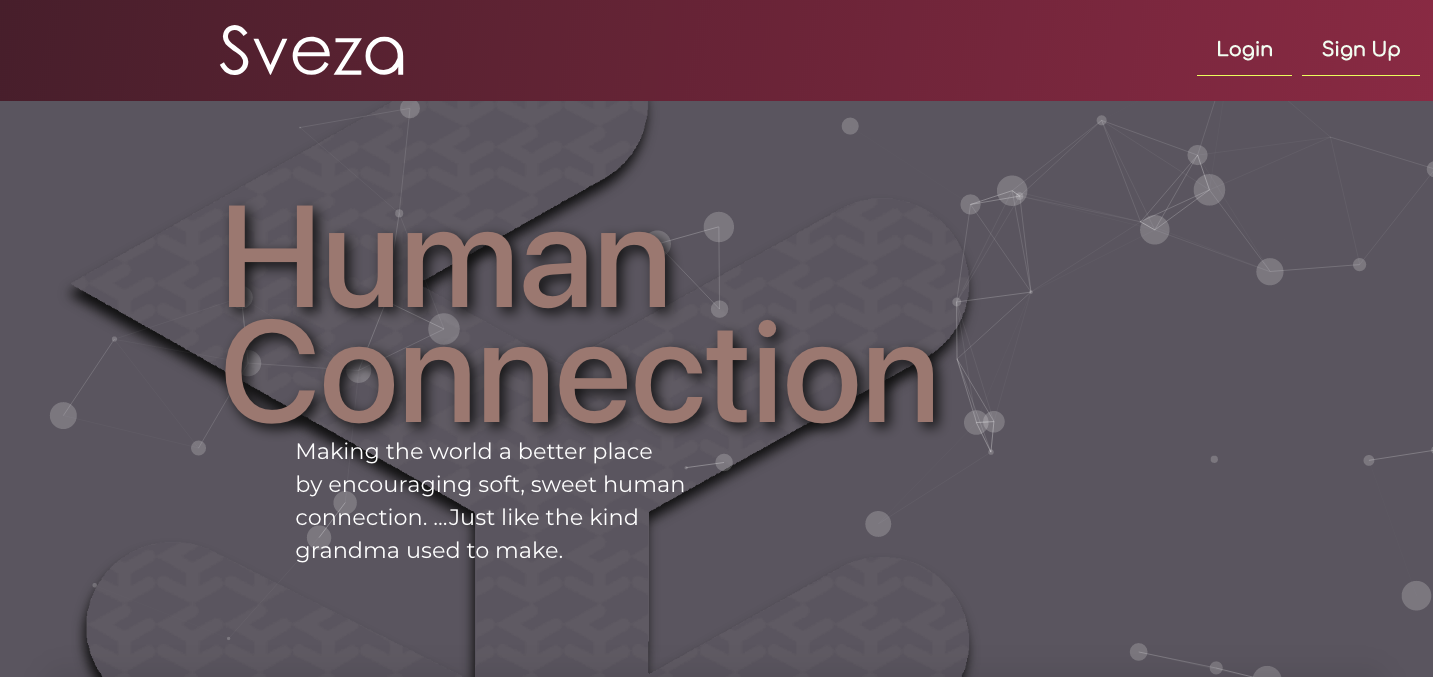 Sveza
Login
Sign Up
Human
Connection
Making the world a better place
by encouraging soft, sweet human
connection. ...Just like the kind
grandma used to make.